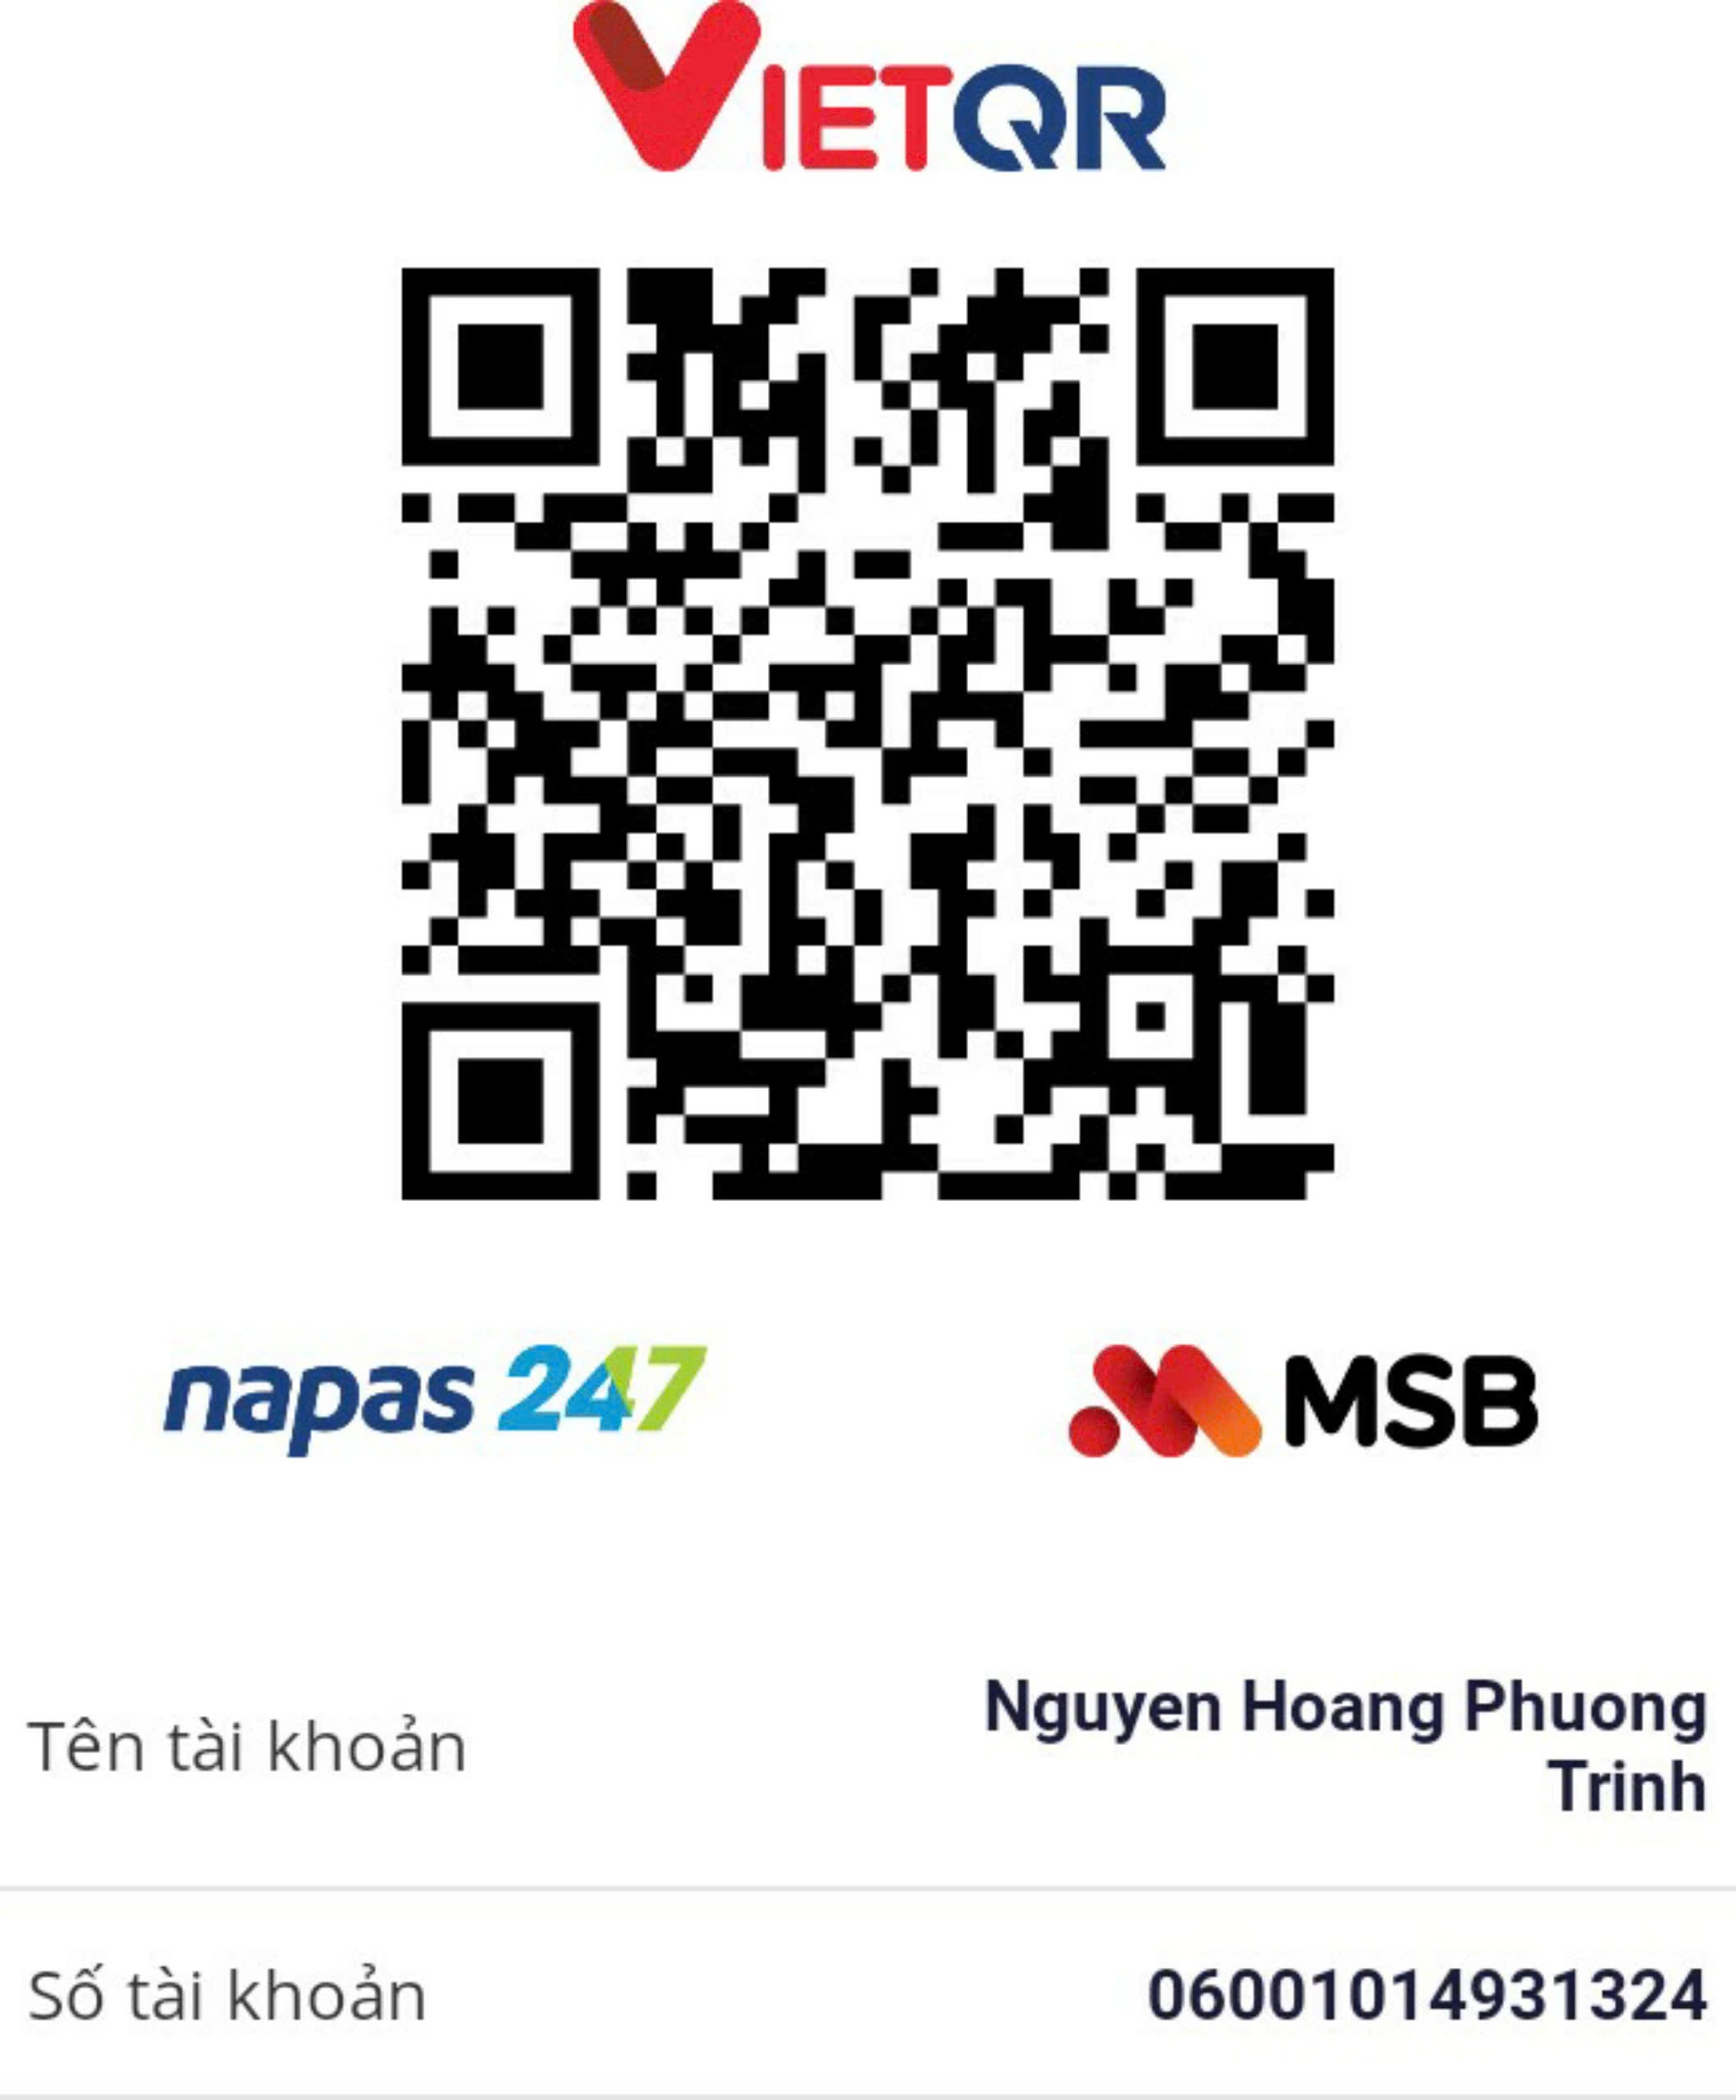 VIETQR
napas 247
MSB
Tên tài khoản
Nguyen Hoang Phuong
Trinh
Số tài khoản
06001014931324